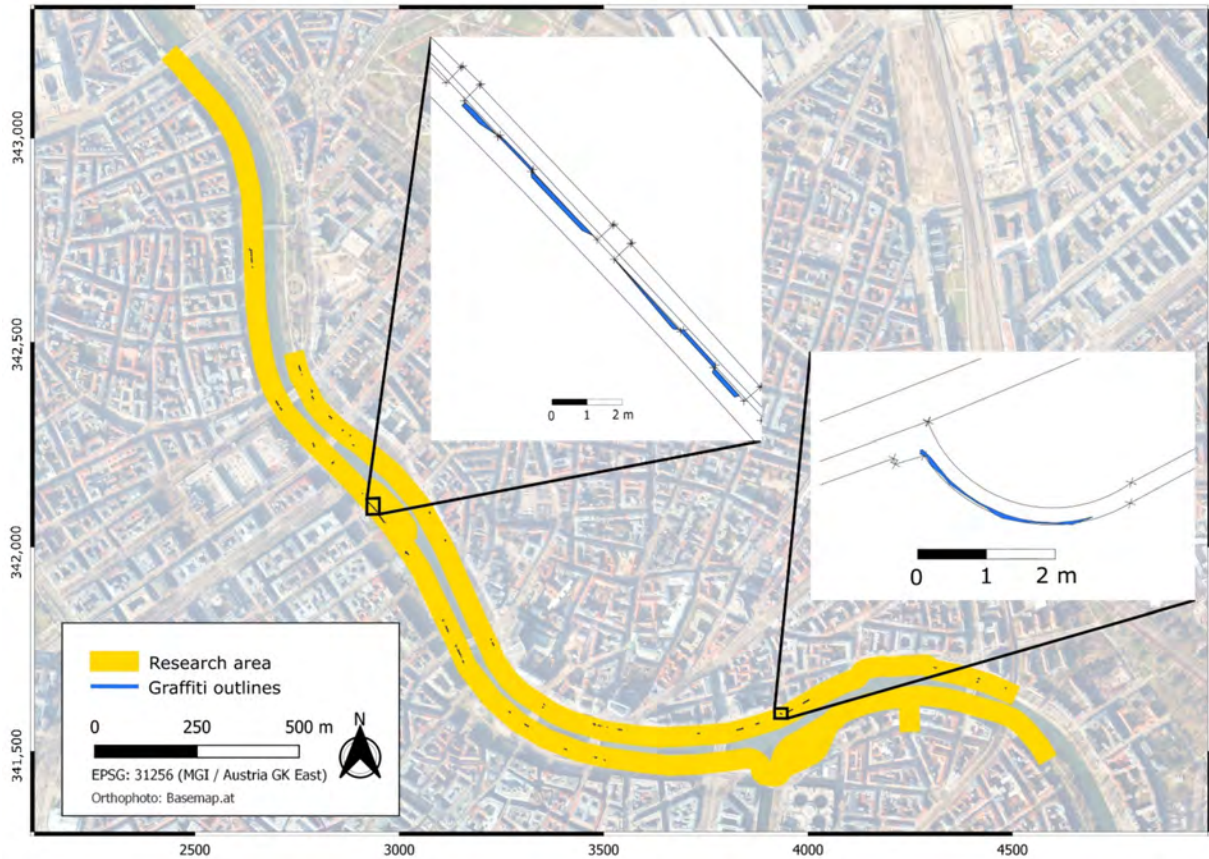 343,000
342,500
342,000
341,500
0 1 2 m
0 1 2 m
Research area
Graffiti outlines
0 250 500 m
N
EPSG: 31256 (MGI / Austria GK East)
Orthophoto: Basemap.at
2500 3000 3500 4000 4500